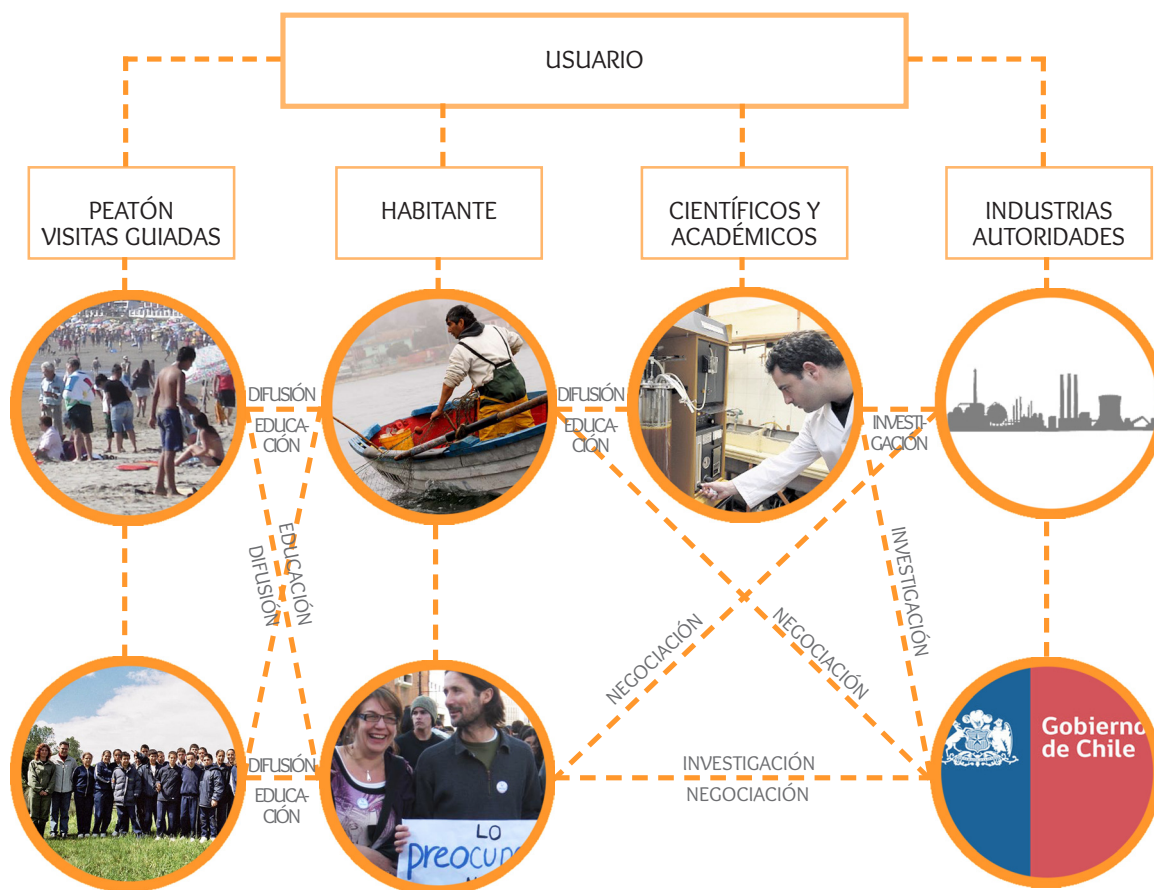 USUARIO
PEATÓN
VISITAS GUIADAS
HABITANTE
CIENTÍFICOS Y
ACADÉMICOS
INDUSTRIAS
AUTORIDADES
DIFUSIÓN
EDUCA-
CIÓN
DIFUSIÓN
EDUCA-
CIÓN
INVESTI-
GACIÓN
EDUCACIÓN
DIFUSIÓN
INVESTIGACIÓN
NEGOCIACIÓN
NEGOCIACIÓN
DIFUSIÓN
EDUCA-
CIÓN
INVESTIGACIÓN
NEGOCIACIÓN
Gobierno
de Chile
LO
preocup